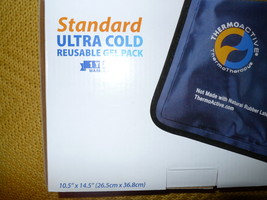 Standard
ULTRA COLD
REUSABLE GEL PACK
THERMOACTIVE
Thermotherapy
Not Made with Natural Rubber Latex
ThermoActive.com
10.5" x 14.5" (26.5cm x 36.8cm)